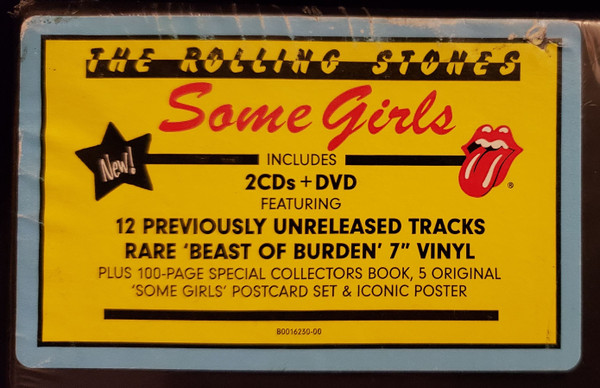 THE ROLLING STONES
Some Girls
New!
INCLUDES
2CDs + DVD
FEATURING
12 PREVIOUSLY UNRELEASED TRACKS
RARE ‘BEAST OF BURDEN’ 7” VINYL
PLUS 100-PAGE SPECIAL COLLECTORS BOOK, 5 ORIGINAL
‘SOME GIRLS’ POSTCARD SET & ICONIC POSTER
B0016230-00
®